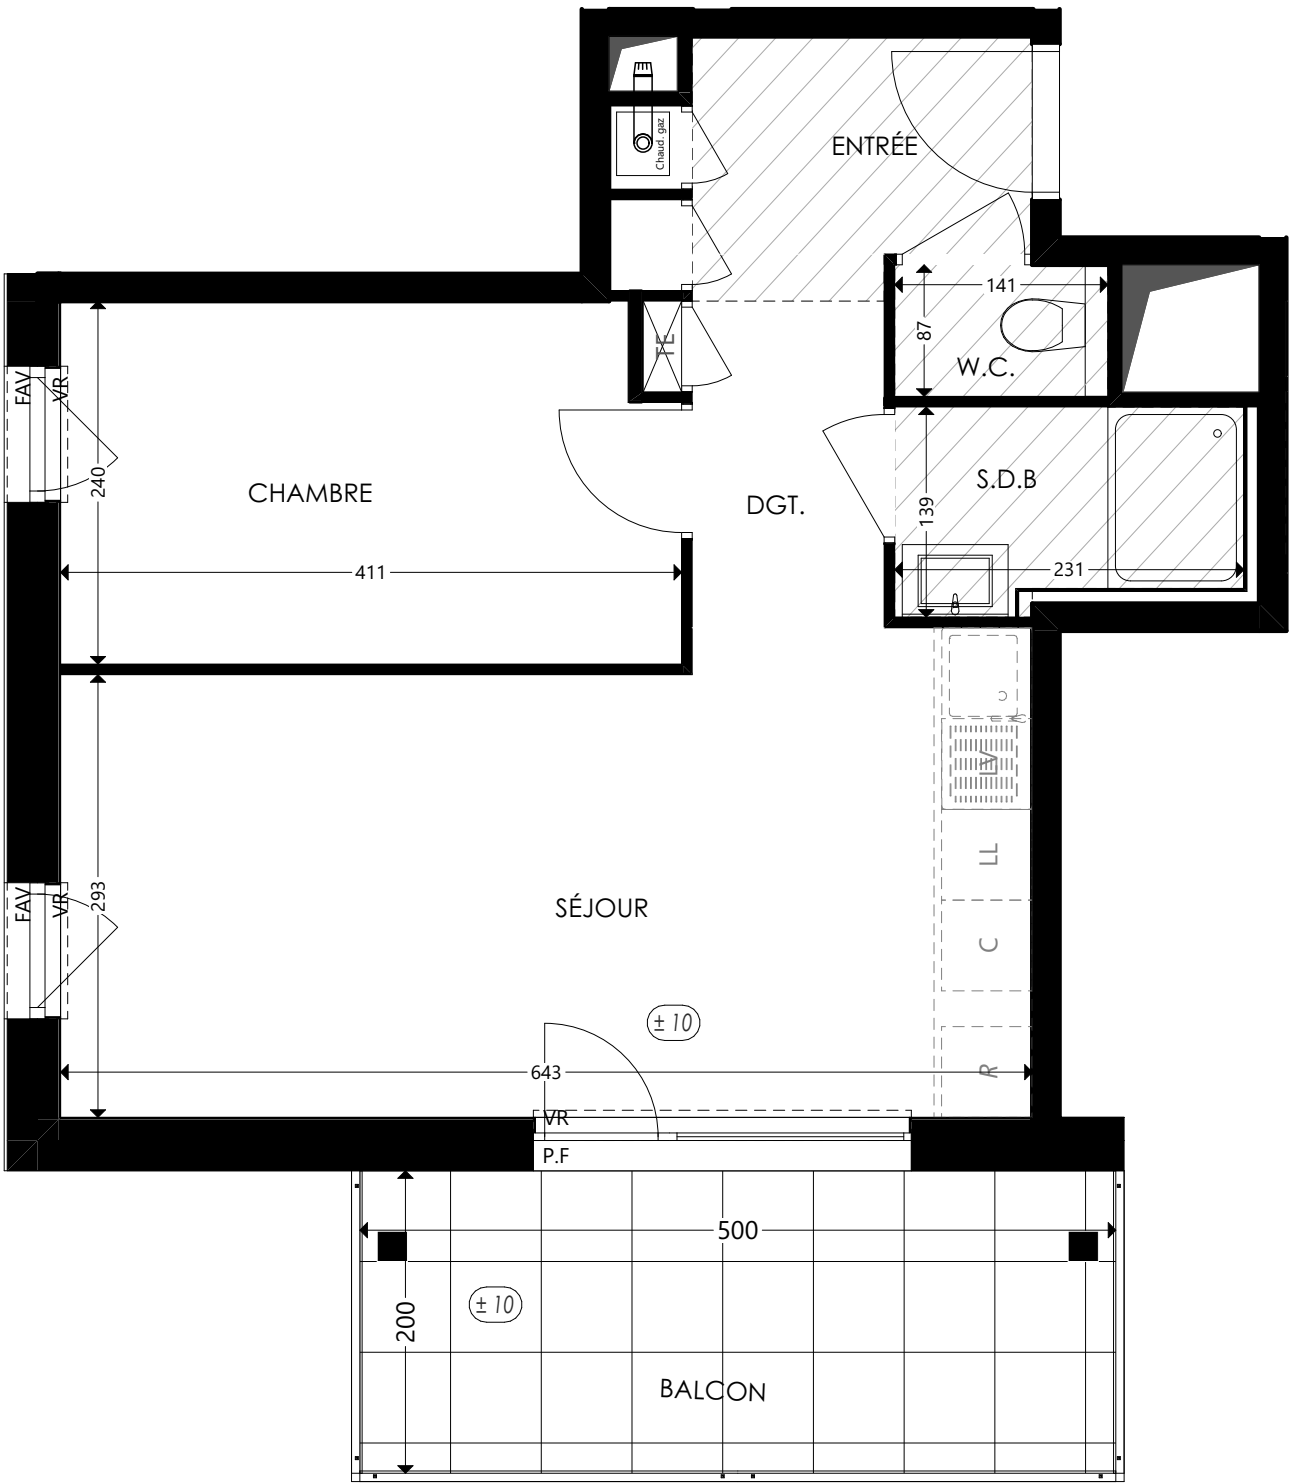 Chaud. gaz
ENTRÉE
141
87
W.C.
TE
FAV
VR
240
CHAMBRE
DGT.
S.D.B
139
411
231
LV
LL
C
R
FAV
VR
293
SÉJOUR
± 10
643
VR
P.F
500
± 10
200
BALCON